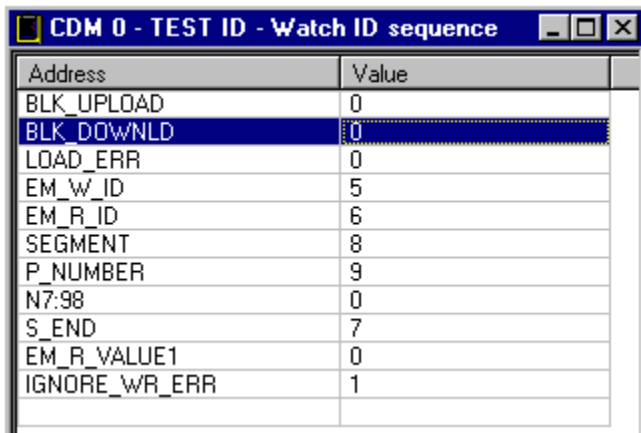 CDM 0 - TEST ID - Watch ID sequence
Address Value
BLK_UPLOAD 0
BLK_DOWNLD 0
LOAD_ERR 0
EM_W_ID 5
EM_R_ID 6
SEGMENT 8
P_NUMBER 9
N7:98 0
S_END 7
EM_R_VALUE1 0
IGNORE_WR_ERR 1